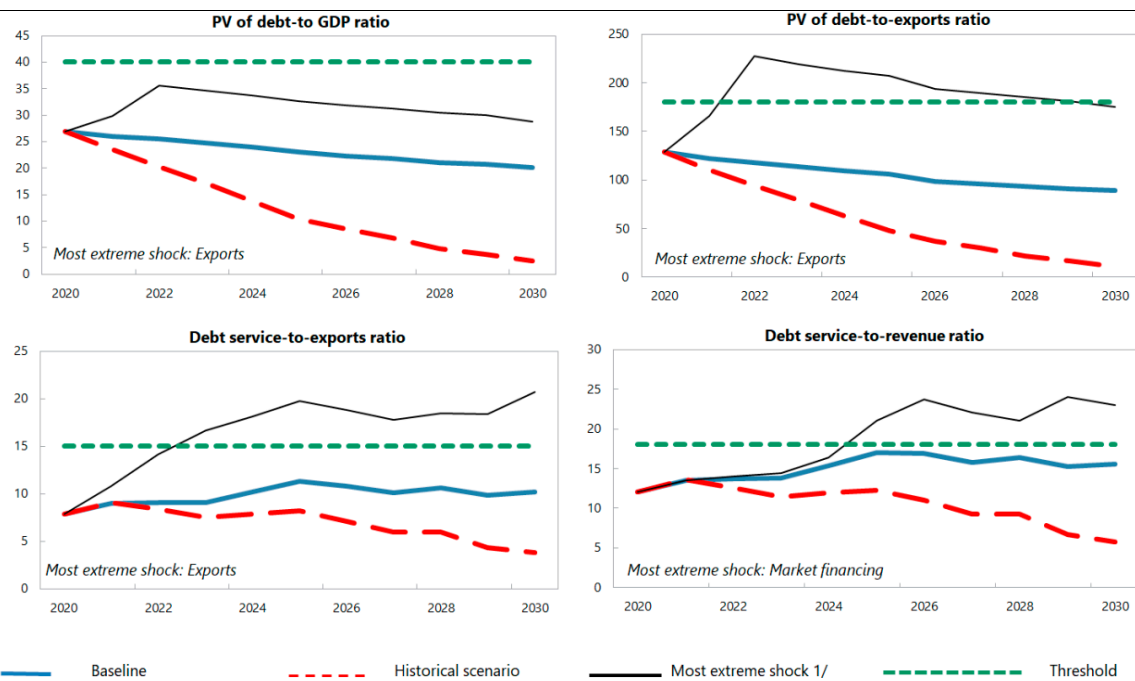 PV of debt-to GDP ratio
45
40
35
30
25
20
15
10
5
0
Most extreme shock: Exports
2020 2022 2024 2026 2028 2030
PV of debt-to-exports ratio
250
200
150
100
50
0
Most extreme shock: Exports
2020 2022 2024 2026 2028 2030
Debt service-to-exports ratio
25
20
15
10
5
0
Most extreme shock: Exports
2020 2022 2024 2026 2028 2030
Debt service-to-revenue ratio
30
25
20
15
10
5
0
Most extreme shock: Market financing
2020 2022 2024 2026 2028 2030
Baseline Historical scenario Most extreme shock 1/ Threshold